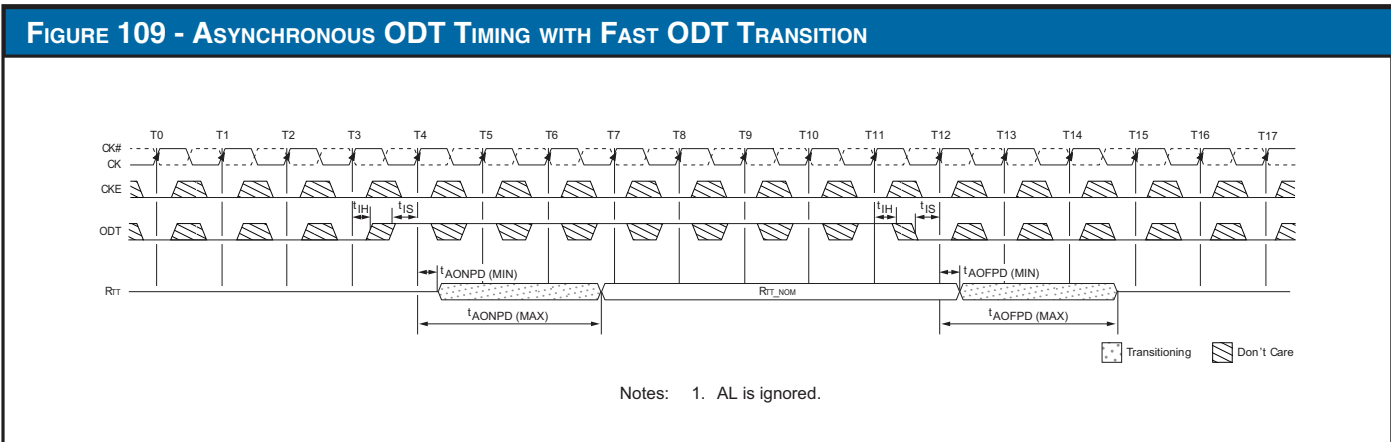 FIGURE 109 - ASYNCHRONOUS ODT TIMING WITH FAST ODT TRANSITION
T0 T1 T2 T3 T4 T5 T6 T7 T8 T9 T10 T11 T12 T13 T14 T15 T16 T17
CK#
CK
CKE
tIH tIS tIH tIS
ODT
tAONPD (MIN) tAOFPD (MIN)
RTT RTT_NOM
tAONPD (MAX) tAOFPD (MAX)
Transitioning Don't Care
Notes: 1. AL is ignored.